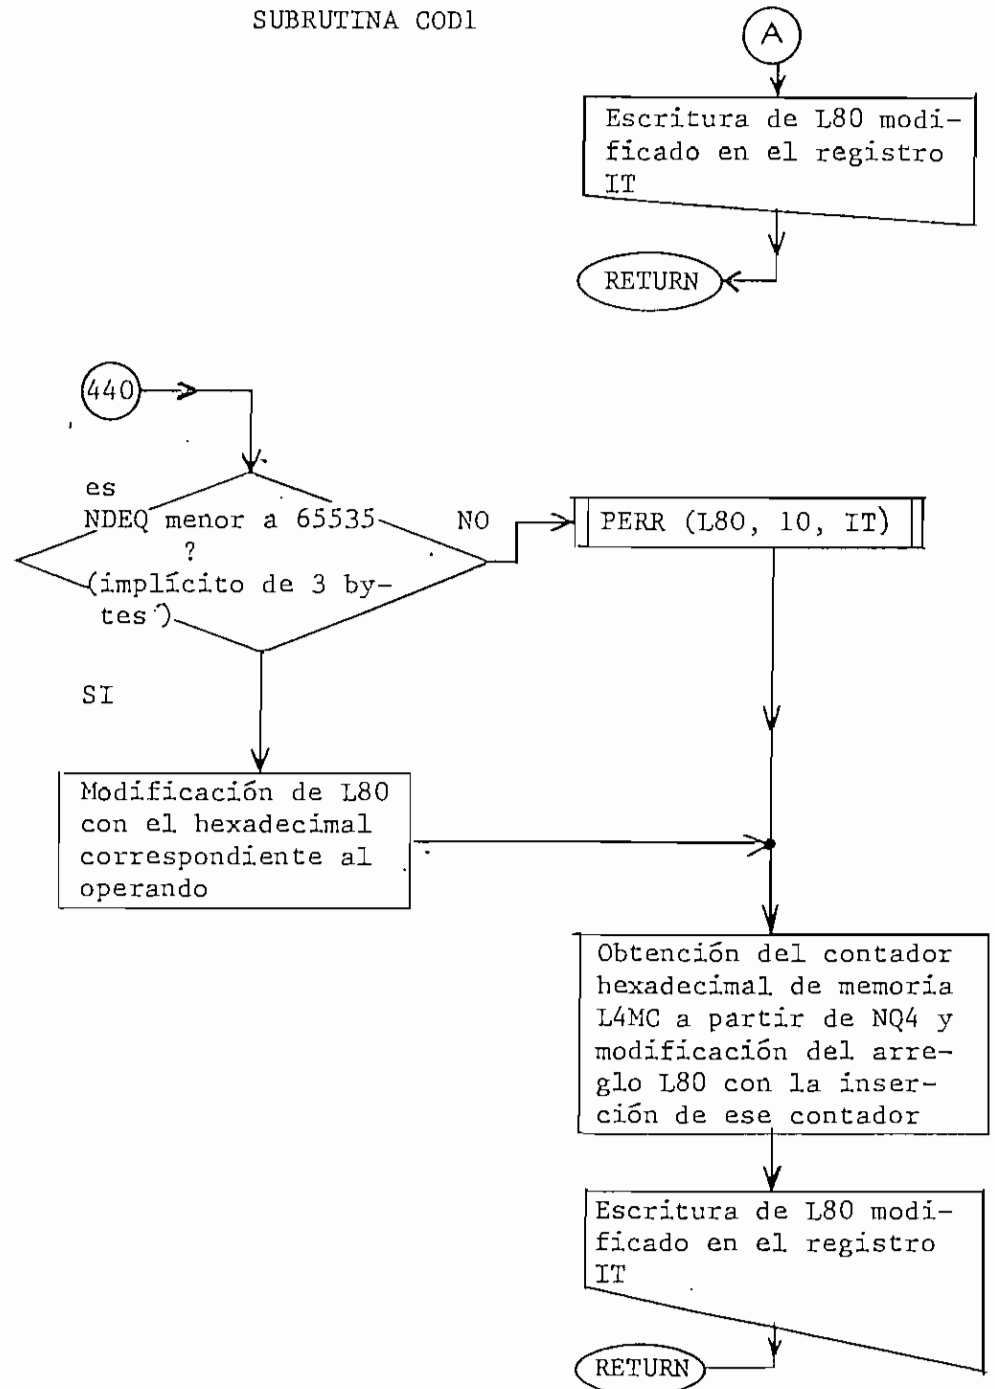 SUBRUTINA COD1
A
Escritura de L80 modi-
ficado en el registro
IT
RETURN
440
es
NDEQ menor a 65535
?
(implícito de 3 by-
tes )
NO
PERR (L80, 10, IT)
SI
Modificación de L80
con el hexadecimal
correspondiente al
operando
Obtención del contador
hexadecimal de memoria
L4MC a partir de NQ4 y
modificación del arre-
glo L80 con la inser-
ción de ese contador
Escritura de L80 modi-
ficado en el registro
IT
RETURN